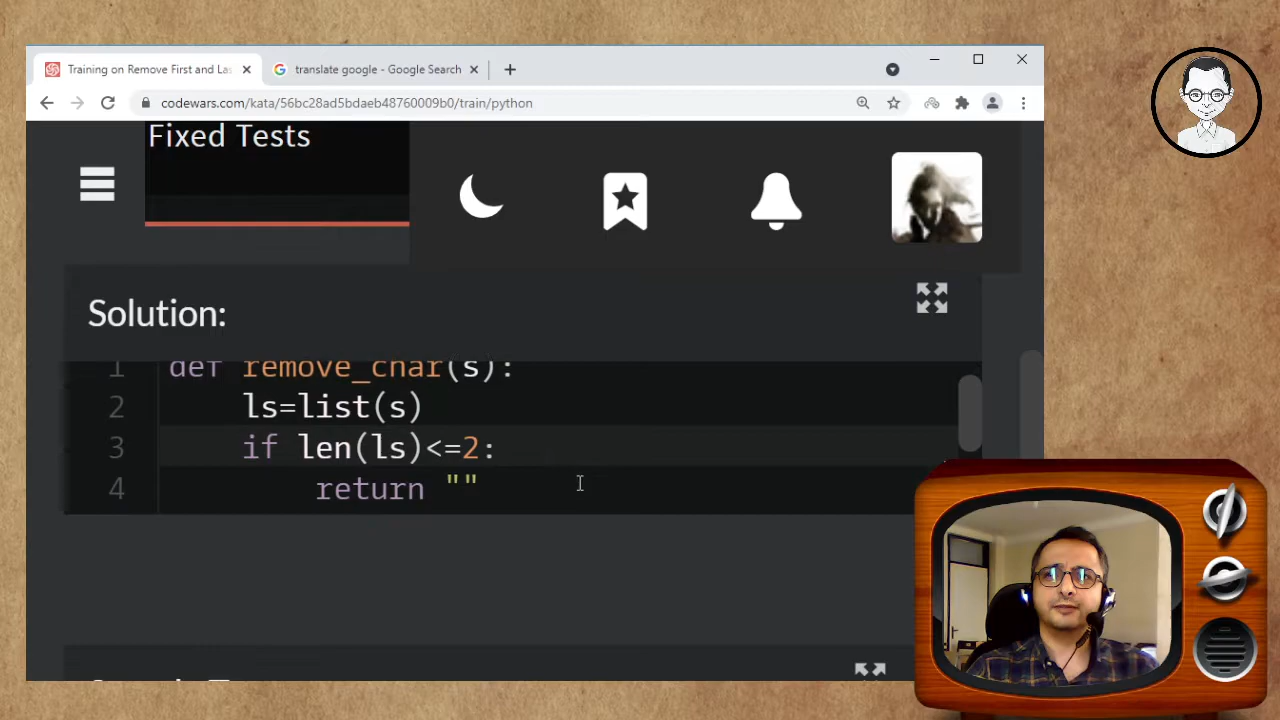 Training on Remove First and Las
translate google - Google Search
codewars.com/kata/56bc28ad5bdaeb48760009b0/train/python
Fixed Tests
Solution:
1 def remove_char(s):
2 ls=list(s)
3 if len(ls)<=2:
4 return ""